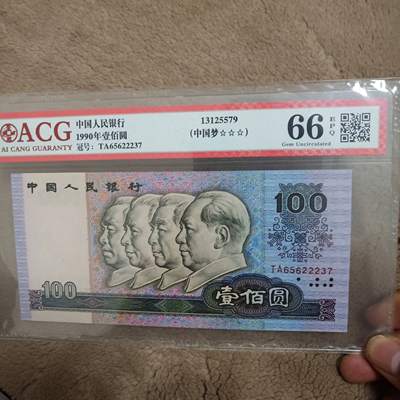 ACG
AI CANG GUARANTY
中国人民银行
1990年壹佰圆
冠号: TA65622237
13125579
(中国梦☆☆☆)
66 EPQ
Gem Uncirculated
中国人民银行
100
TA65622237
100
壹佰圆